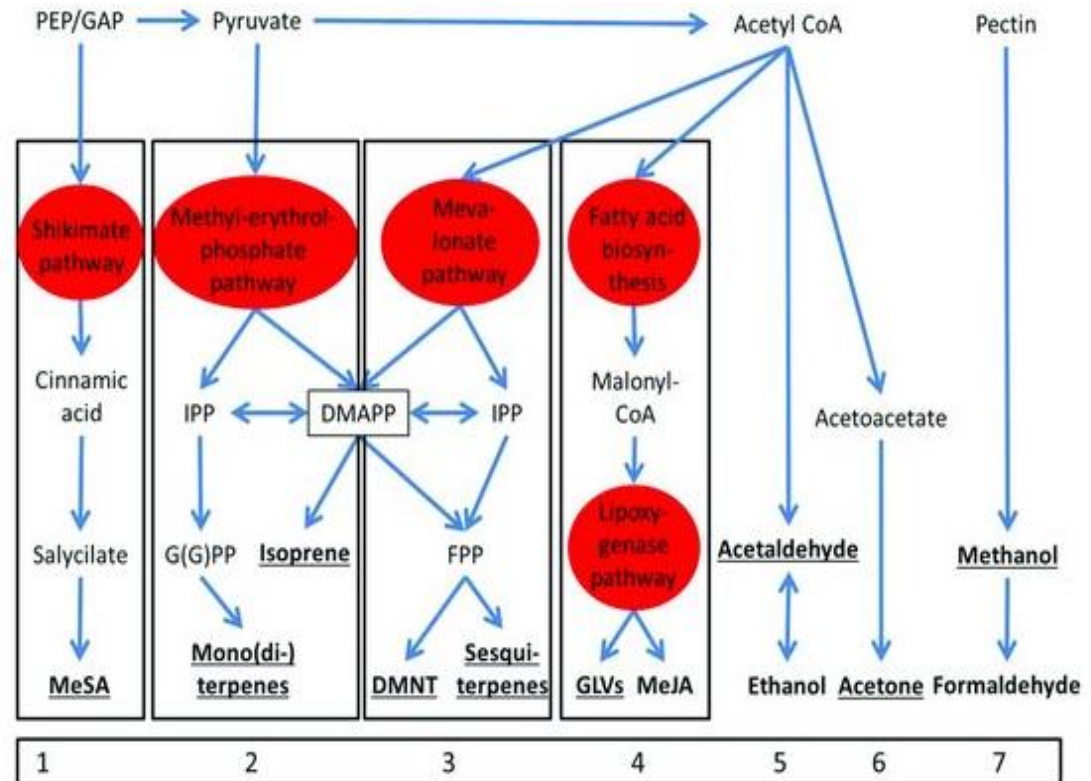 PEP/GAP
Pyruvate
Acetyl CoA
Pectin
Shikimate
pathway
Methyl-erythrol-
phosphate
pathway
Meva-
lonate
pathway
Fatty acid
biosyn-
thesis
Cinnamic
acid
IPP
DMAPP
IPP
Malonyl-
CoA
Acetoacetate
Salycilate
G(G)PP
Isoprene
FPP
Lipoxy-
genase
pathway
Acetaldehyde
Methanol
MeSA
Mono(di-)
terpenes
DMNT
Sesqui-
terpenes
GLVs
MeJA
Ethanol
Acetone
Formaldehyde
1 2 3 4 5 6 7